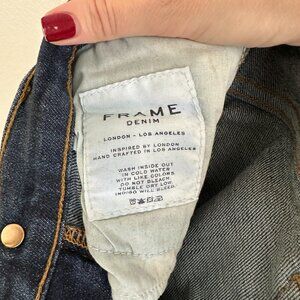 FRAME
DENIM
LONDON - LOS ANGELES
INSPIRED BY LONDON
HAND CRAFTED IN LOS ANGELES
WASH INSIDE OUT
IN COLD WATER
WITH LIKE COLORS
DO NOT BLEACH.
TUMBLE DRY LOW.
INDIGO WILL BLEED.